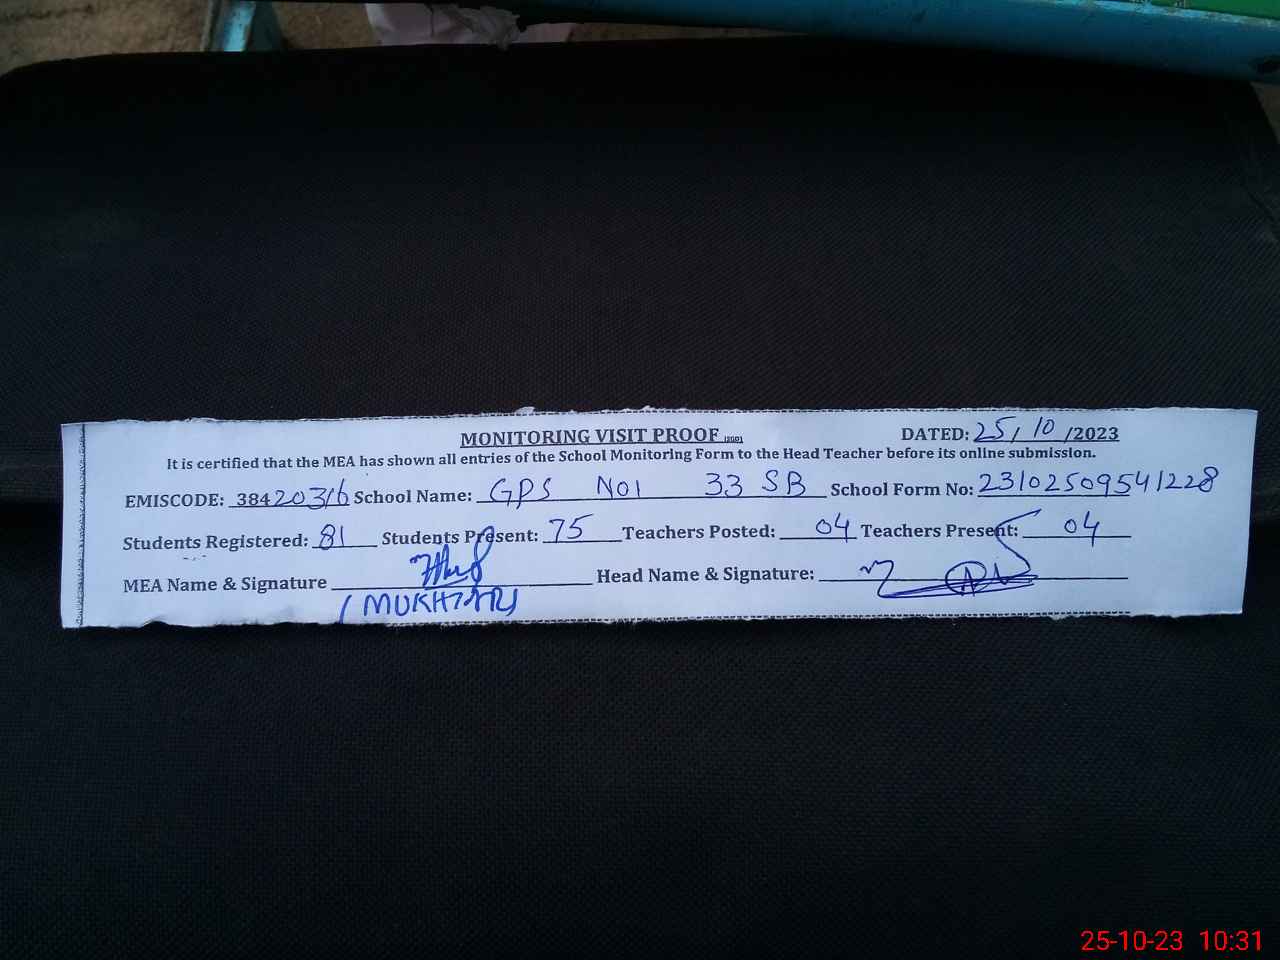 MONITORING VISIT PROOF DATED: 25/10/2023
It is certified that the MEA has shown all entries of the School Monitoring Form to the Head Teacher before its online submission.
EMISCODE: 38420316 School Name: GPS NO1 33 SB School Form No: 23102509541228
Students Registered: 81 Students Present: 75 Teachers Posted: 04 Teachers Present: 04
MEA Name & Signature Head Name & Signature:
(MUKHTAR)
25-10-23 10:31